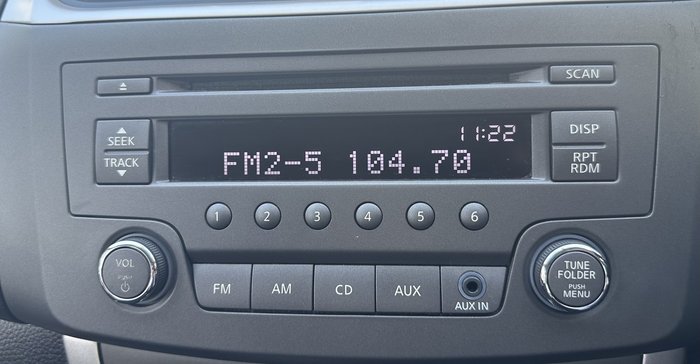 SCAN
SEEK
TRACK
11:22
FM2-5 104.70
DISP
RPT
RDM
1 2 3 4 5 6
VOL
PUSH
FM AM CD AUX
AUX IN
TUNE
FOLDER
PUSH
MENU